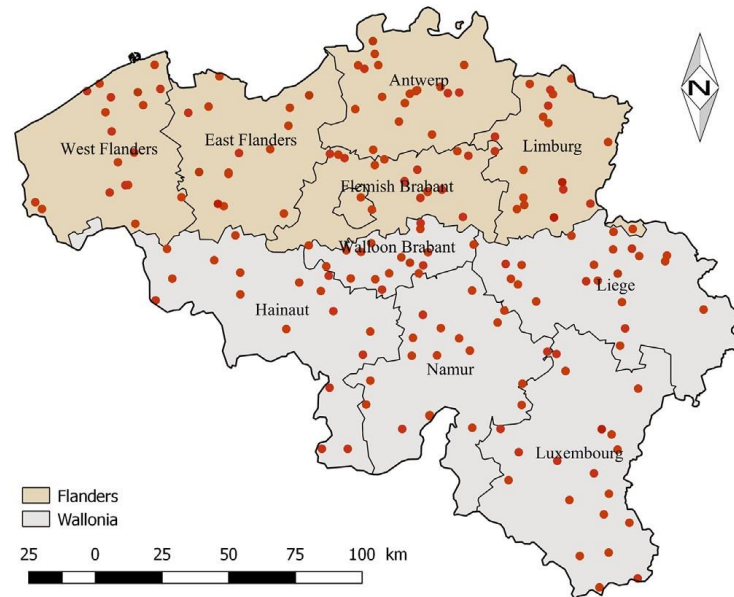 Antwerp
N
West Flanders
East Flanders
Limburg
Flemish Brabant
Walloon Brabant
Hainaut
Liege
Namur
Luxembourg
Flanders
Wallonia
25 0 25 50 75 100 km